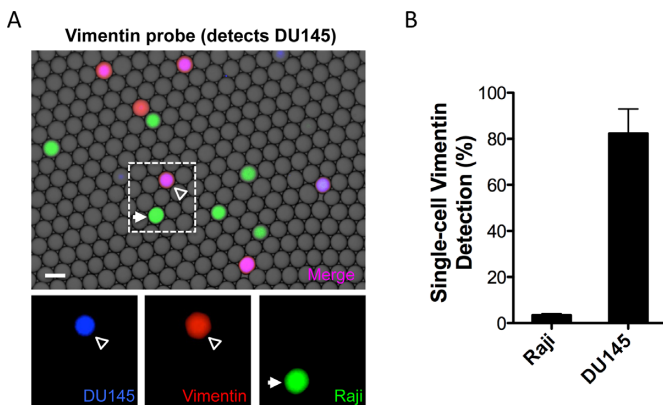 A
Vimentin probe (detects DU145)
Merge
DU145
Vimentin
Raji
B
Single-cell Vimentin
Detection (%)
100
80
60
40
20
0
Raji
DU145